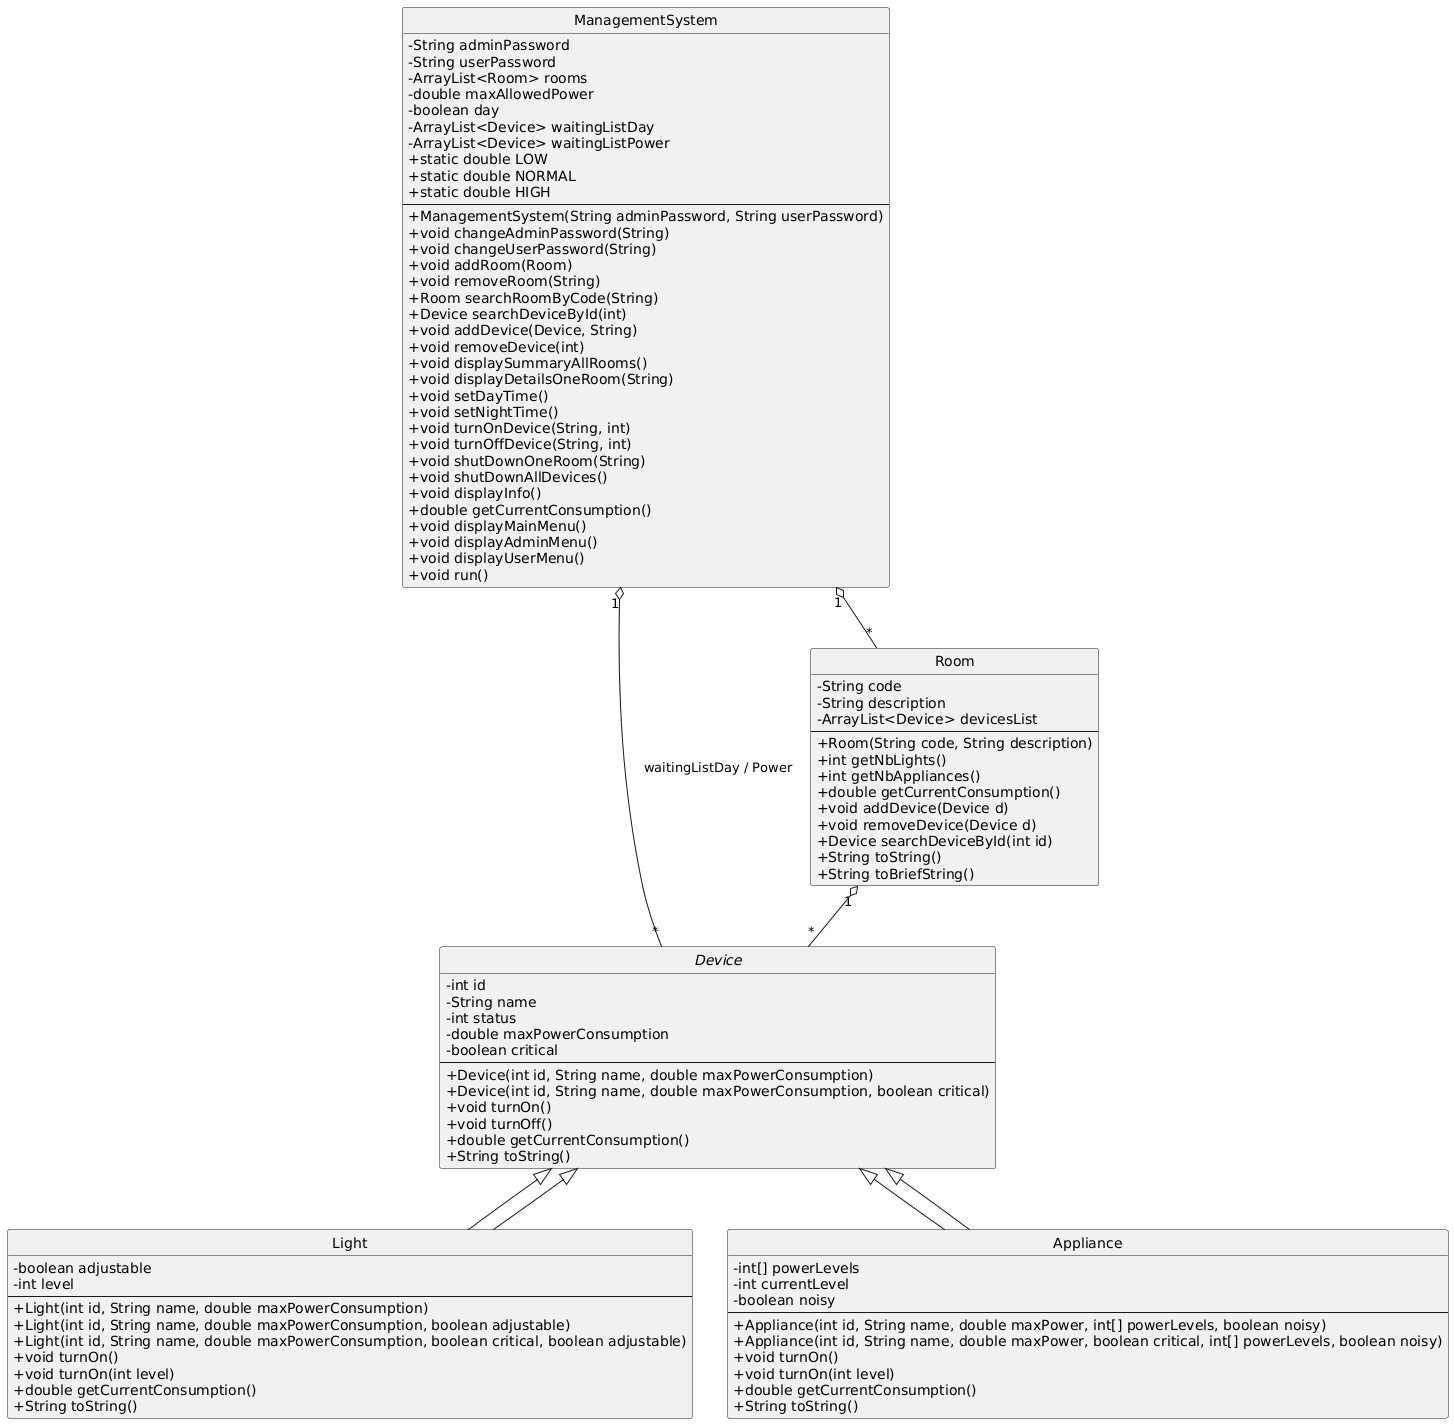 ManagementSystem
-String adminPassword
-String userPassword
-ArrayList<Room> rooms
-double maxAllowedPower
-boolean day
-ArrayList<Device> waitingListDay
-ArrayList<Device> waitingListPower
+static double LOW
+static double NORMAL
+static double HIGH
+ManagementSystem(String adminPassword, String userPassword)
+void changeAdminPassword(String)
+void changeUserPassword(String)
+void addRoom(Room)
+void removeRoom(String)
+Room searchRoomByCode(String)
+Device searchDeviceById(int)
+void addDevice(Device, String)
+void removeDevice(int)
+void displaySummaryAllRooms()
+void displayDetailsOneRoom(String)
+void setDayTime()
+void setNightTime()
+void turnOnDevice(String, int)
+void turnOffDevice(String, int)
+void shutDownOneRoom(String)
+void shutDownAllDevices()
+void displayInfo()
+double getCurrentConsumption()
+void displayMainMenu()
+void displayAdminMenu()
+void displayUserMenu()
+void run()
1
1
*
Room
-String code
-String description
-ArrayList<Device> devicesList
+Room(String code, String description)
+int getNbLights()
+int getNbAppliances()
+double getCurrentConsumption()
+void addDevice(Device d)
+void removeDevice(Device d)
+Device searchDeviceById(int id)
+String toString()
+String toBriefString()
waitingListDay / Power
1
*
*
Device
-int id
-String name
-int status
-double maxPowerConsumption
-boolean critical
+Device(int id, String name, double maxPowerConsumption)
+Device(int id, String name, double maxPowerConsumption, boolean critical)
+void turnOn()
+void turnOff()
+double getCurrentConsumption()
+String toString()
Light
-boolean adjustable
-int level
+Light(int id, String name, double maxPowerConsumption)
+Light(int id, String name, double maxPowerConsumption, boolean adjustable)
+Light(int id, String name, double maxPowerConsumption, boolean critical, boolean adjustable)
+void turnOn()
+void turnOn(int level)
+double getCurrentConsumption()
+String toString()
Appliance
-int[] powerLevels
-int currentLevel
-boolean noisy
+Appliance(int id, String name, double maxPower, int[] powerLevels, boolean noisy)
+Appliance(int id, String name, double maxPower, boolean critical, int[] powerLevels, boolean noisy)
+void turnOn()
+void turnOn(int level)
+double getCurrentConsumption()
+String toString()